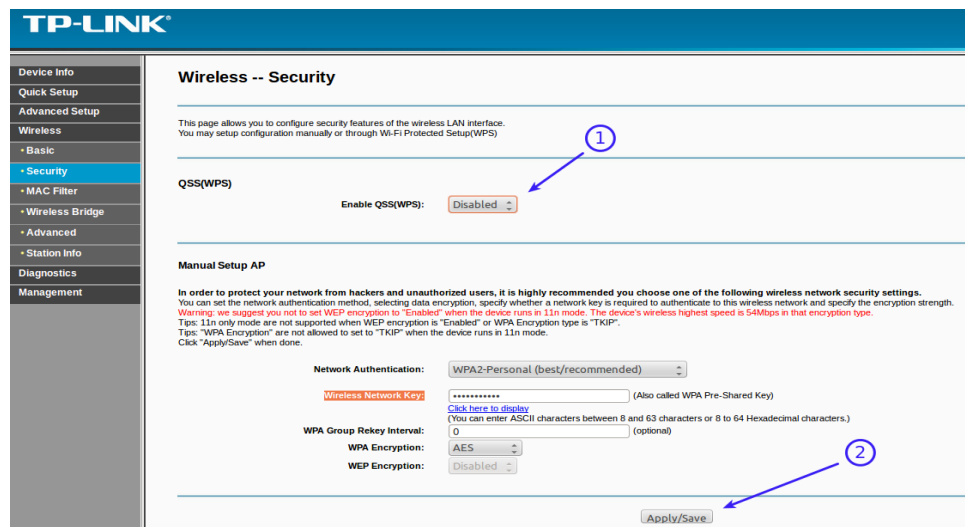 TP-LINK®
Device Info
Quick Setup
Advanced Setup
Wireless
• Basic
• Security
• MAC Filter
• Wireless Bridge
• Advanced
• Station Info
Diagnostics
Management
Wireless -- Security
This page allows you to configure security features of the wireless LAN interface.
You may setup configuration manually or through Wi-Fi Protected Setup(WPS)
1
QSS(WPS)
Enable QSS(WPS): Disabled
Manual Setup AP
In order to protect your network from hackers and unauthorized users, it is highly recommended you choose one of the following wireless network security settings.
You can set the network authentication method, selecting data encryption, specify whether a network key is required to authenticate to this wireless network and specify the encryption strength.
Warning: we suggest you not to set WEP encryption to "Enabled" when the device runs in 11n mode. The device's wireless highest speed is 54Mbps in that encryption type.
Tips: 11n only mode are not supported when WEP encryption is "Enabled" or WPA Encryption type is "TKIP".
Tips: "WPA Encryption" are not allowed to set to "TKIP" when the device runs in 11n mode.
Click "Apply/Save" when done.
Network Authentication: WPA2-Personal (best/recommended)
Wireless Network Key: ••••••••••• (Also called WPA Pre-Shared Key)
Click here to display
(You can enter ASCII characters between 8 and 63 characters or 8 to 64 Hexadecimal characters.)
WPA Group Rekey Interval: 0 (optional)
WPA Encryption: AES
WEP Encryption: Disabled
2
Apply/Save